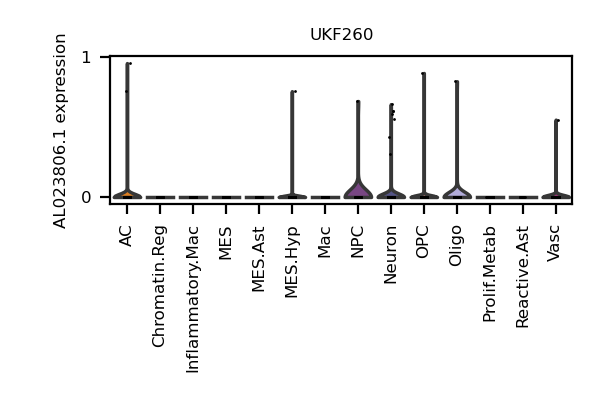 UKF260
AL023806.1 expression
1
0
AC
Chromatin.Reg
Inflammatory.Mac
MES
MES.Ast
MES.Hyp
Mac
NPC
Neuron
OPC
Oligo
Prolif.Metab
Reactive.Ast
Vasc